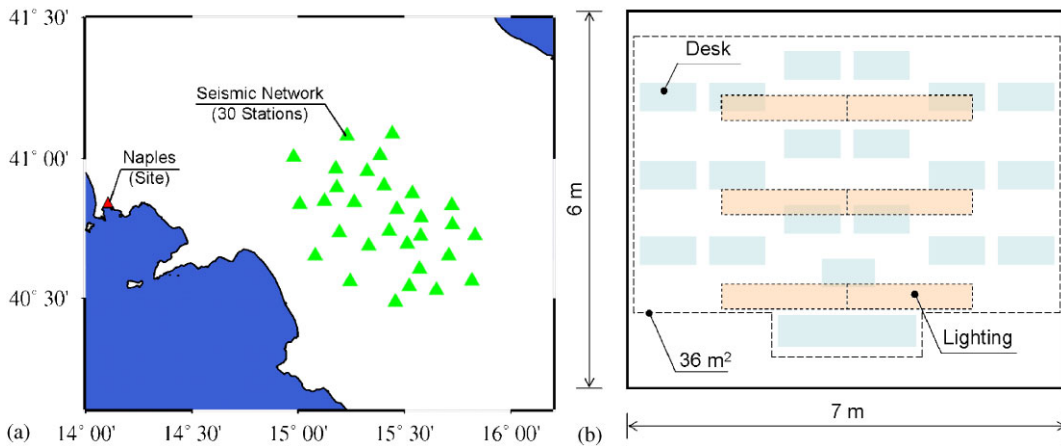 41° 30'
41° 00'
40° 30'
14° 00'
14° 30'
15° 00'
15° 30'
16° 00'
Seismic Network
(30 Stations)
Naples
(Site)
(a)
Desk
6 m
36 m²
Lighting
7 m
(b)